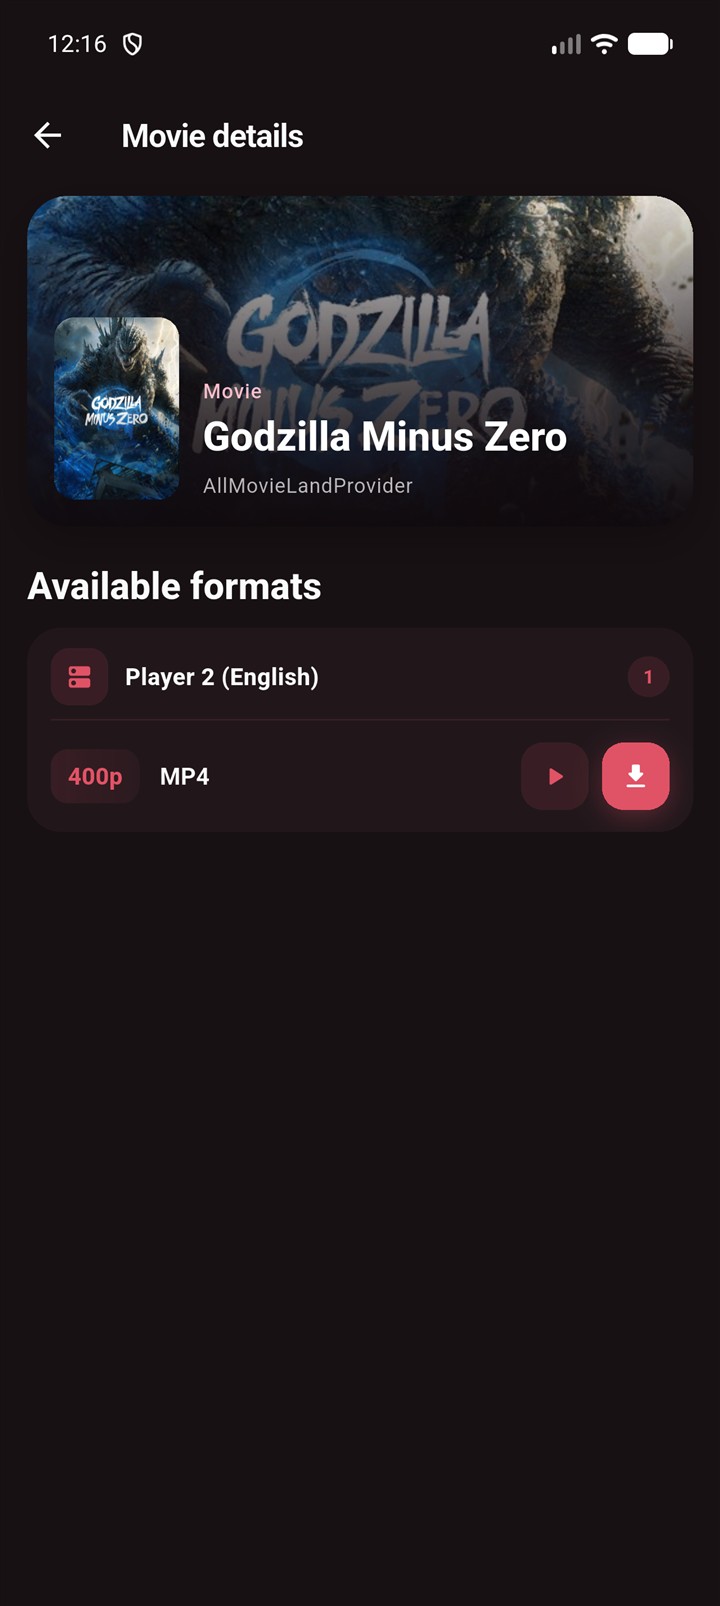 12:16
Movie details
GODZILLA
MINUS ZERO
GODZILLA
MINUS ZERO
Movie
Godzilla Minus Zero
AllMovieLandProvider
Available formats
Player 2 (English)
1
400p
MP4